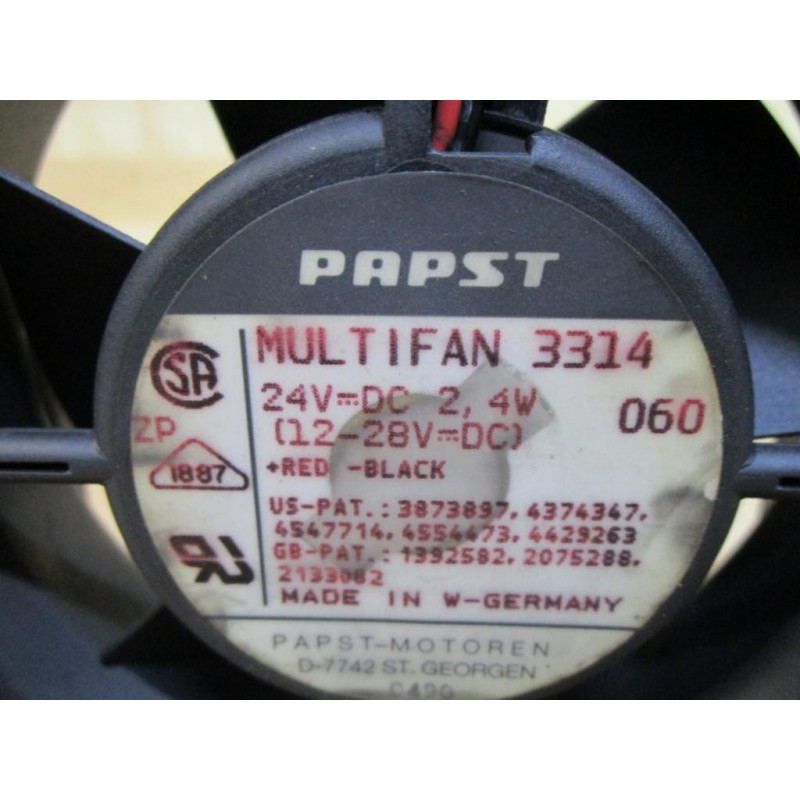 PAPST
MULTIFAN 3314
24V⎓DC 2,4W
(12-28V⎓DC)
060
+RED -BLACK
US-PAT.: 3873897, 4374347,
4547714, 4554473, 4429263
GB-PAT.: 1392582, 2075288,
2133082
MADE IN W-GERMANY
SA
ZP
1887
PAPST-MOTOREN
D-7742 ST. GEORGEN